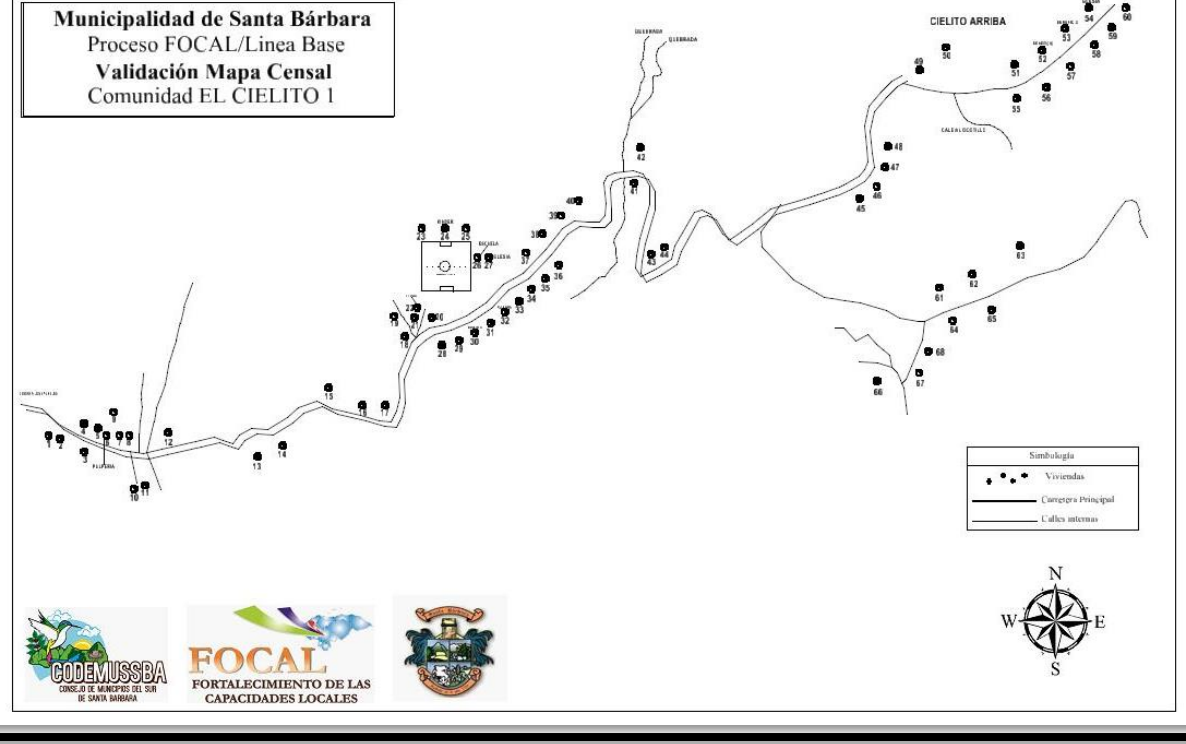 Municipalidad de Santa Bárbara
Proceso FOCAL/Linea Base
Validación Mapa Censal
Comunidad EL CIELITO 1
CIELITO ARRIBA
54
60
53
59
52
58
50
49
51
57
56
55
QUEBRADA
42
48
47
46
45
41
40
39
38
37
36
35
34
33
32
31
30
29
28
23
24
25
KINDER
ESCUELA
IGLESIA
26
27
43
44
63
62
61
65
64
68
67
66
22
21
20
19
18
15
16
17
14
13
12
9
4
5
6
7
8
1
2
3
10
11
Simbología
Viviendas
Carretera Principal
Calles internas
N
W
E
S
CODEMUSSBA
CONSEJO DE MUNICIPIOS DEL SUR
DE SANTA BARBARA
FOCAL
FORTALECIMIENTO DE LAS
CAPACIDADES LOCALES